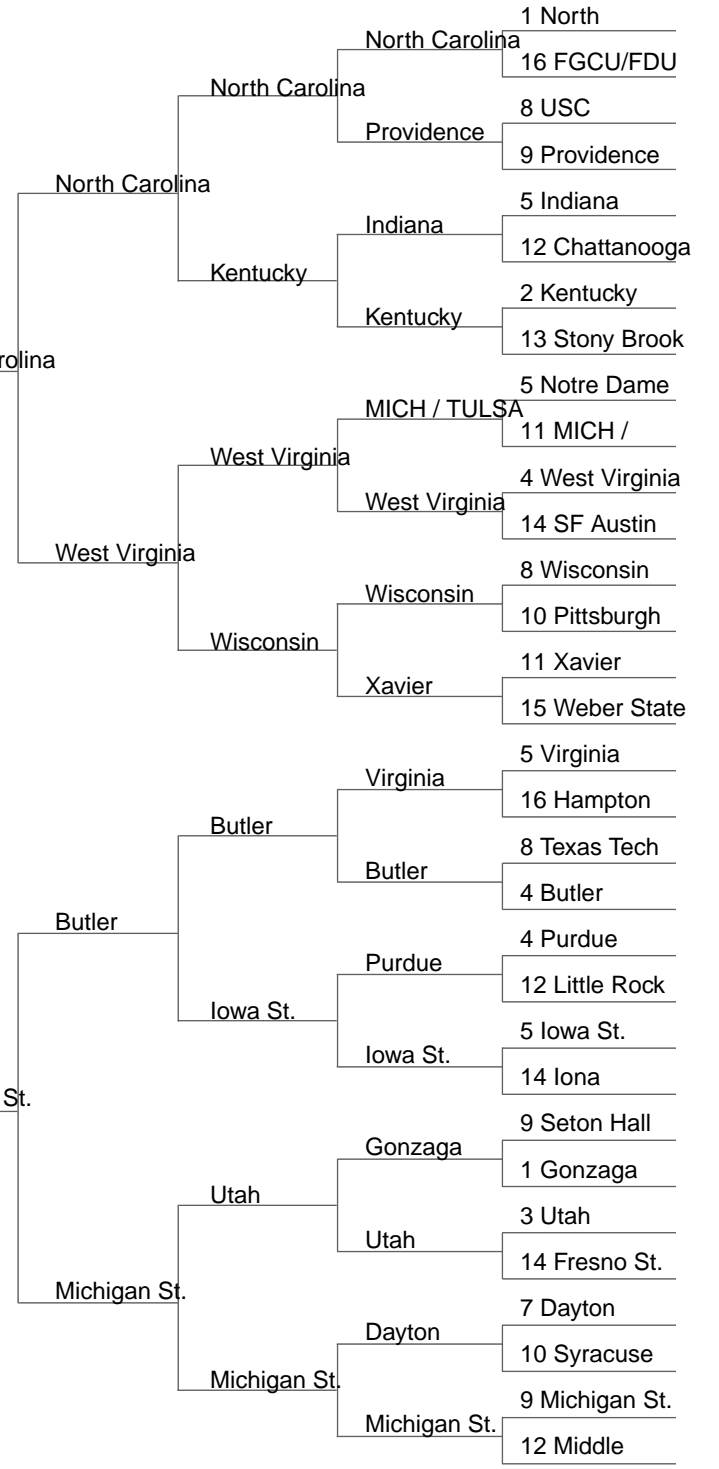 1 North
North Carolina
16 FGCU/FDU
North Carolina
8 USC
Providence
9 Providence
North Carolina
5 Indiana
Indiana
12 Chattanooga
Kentucky
2 Kentucky
Kentucky
13 Stony Brook
rolina
5 Notre Dame
MICH / TULSA
11 MICH /
West Virginia
4 West Virginia
West Virginia
14 SF Austin
West Virginia
8 Wisconsin
Wisconsin
10 Pittsburgh
Wisconsin
11 Xavier
Xavier
15 Weber State
5 Virginia
Virginia
16 Hampton
Butler
8 Texas Tech
Butler
4 Butler
Butler
4 Purdue
Purdue
12 Little Rock
Iowa St.
5 Iowa St.
Iowa St.
14 Iona
St.
9 Seton Hall
Gonzaga
1 Gonzaga
Utah
3 Utah
Utah
14 Fresno St.
Michigan St.
7 Dayton
Dayton
10 Syracuse
Michigan St.
9 Michigan St.
Michigan St.
12 Middle